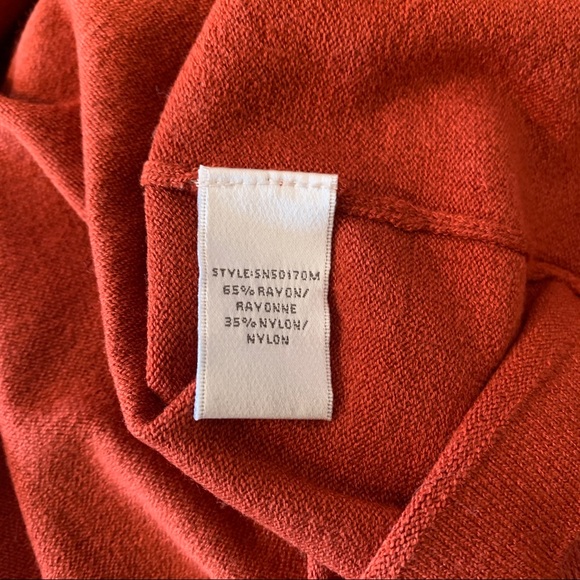 STYLE:SN50170M
65% RAYON/
RAYONNE
35% NYLON/
NYLON